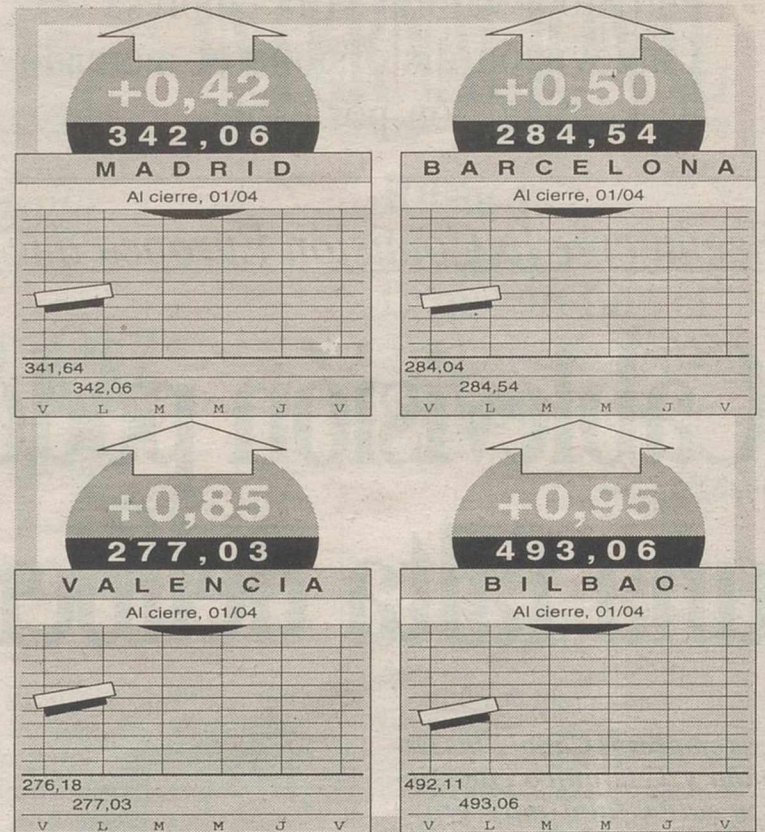 +0,42
342,06
MADRID
Al cierre, 01/04
341,64
342,06
V L M M J V
+0,50
284,54
BARCELONA
Al cierre, 01/04
284,04
284,54
V L M M J V
+0,85
277,03
VALENCIA
Al cierre, 01/04
276,18
277,03
V L M M J V
+0,95
493,06
BILBAO
Al cierre, 01/04
492,11
493,06
V L M M J V